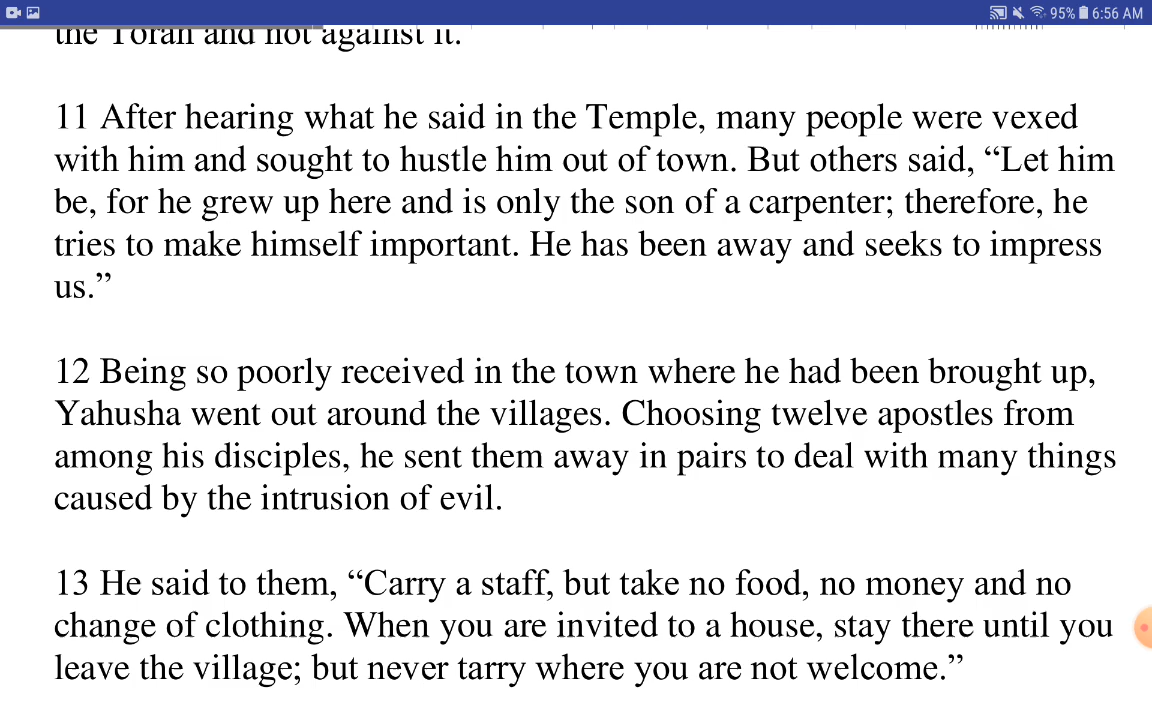 95% 6:56 AM
the Torah and not against it.
11 After hearing what he said in the Temple, many people were vexed
with him and sought to hustle him out of town. But others said, “Let him
be, for he grew up here and is only the son of a carpenter; therefore, he
tries to make himself important. He has been away and seeks to impress
us.”
12 Being so poorly received in the town where he had been brought up,
Yahusha went out around the villages. Choosing twelve apostles from
among his disciples, he sent them away in pairs to deal with many things
caused by the intrusion of evil.
13 He said to them, “Carry a staff, but take no food, no money and no
change of clothing. When you are invited to a house, stay there until you
leave the village; but never tarry where you are not welcome.”